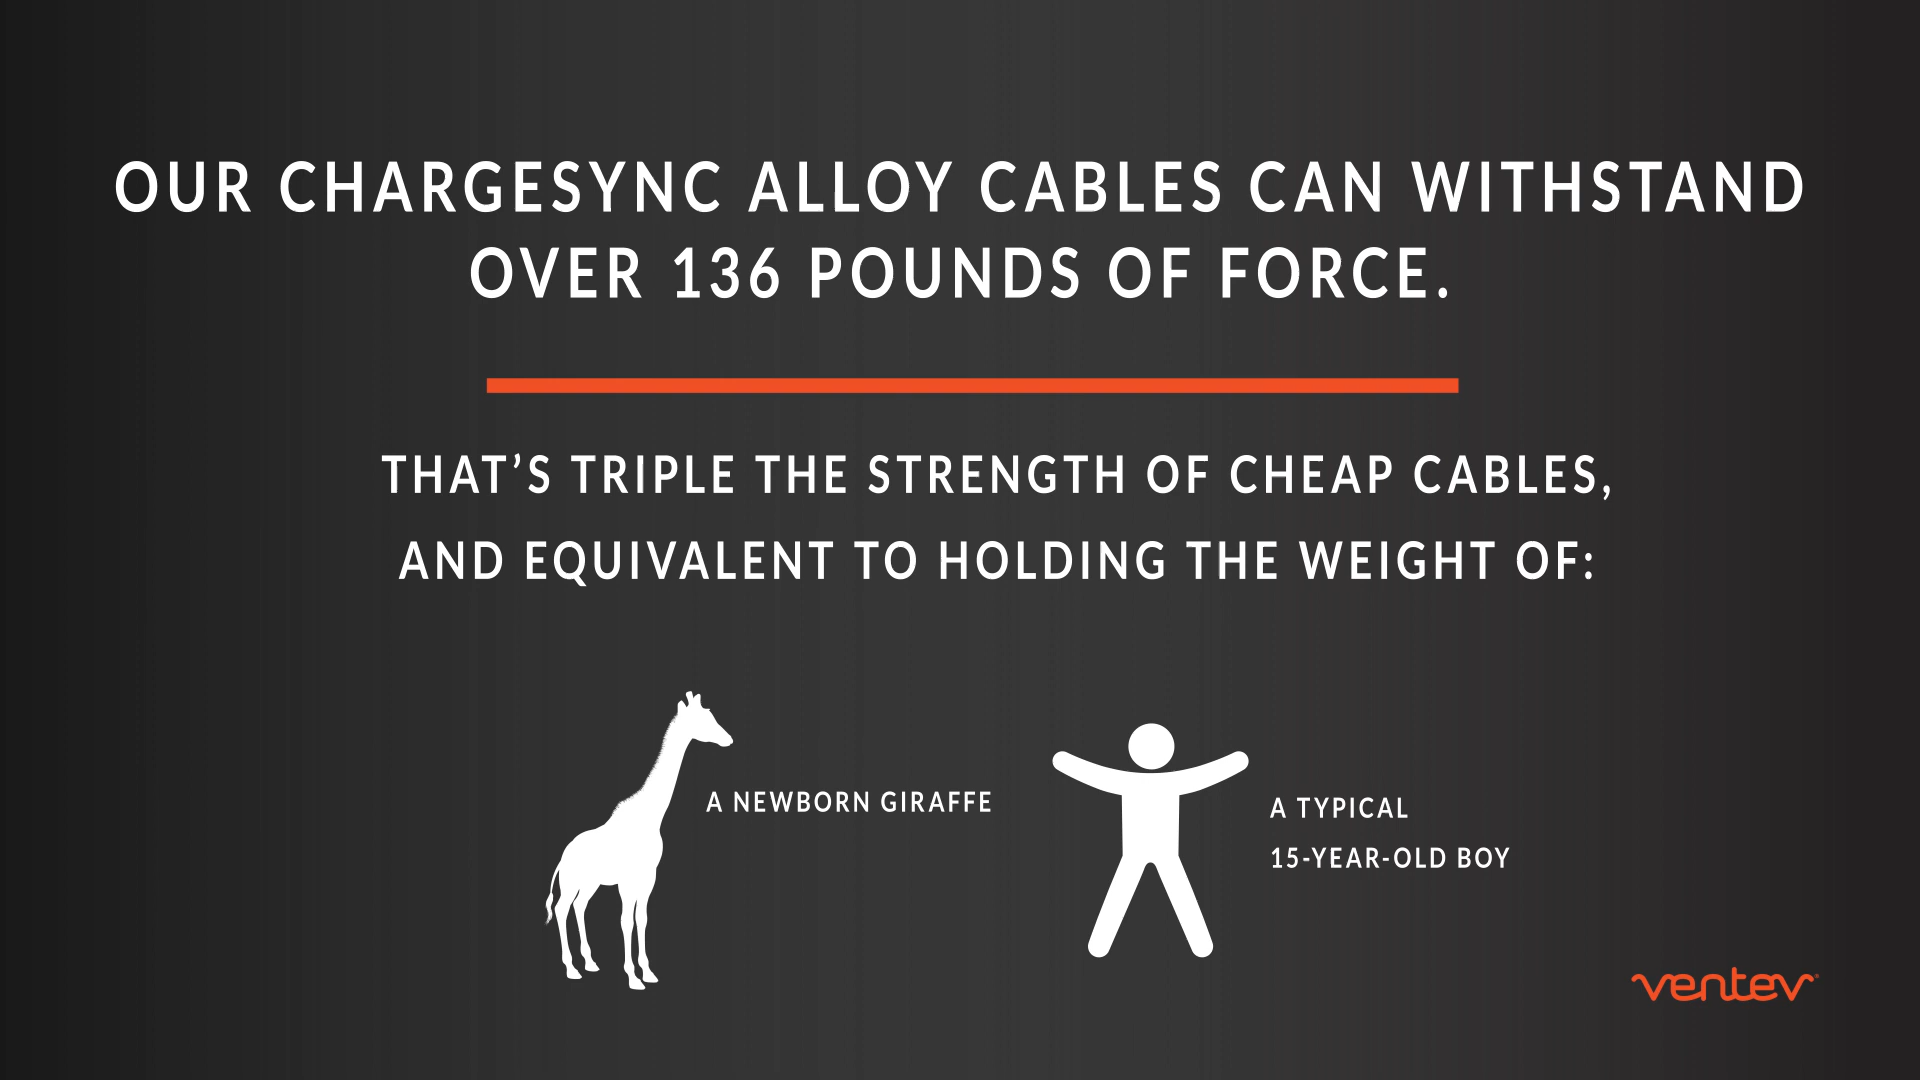 OUR CHARGESYNC ALLOY CABLES CAN WITHSTAND
OVER 136 POUNDS OF FORCE.
THAT’S TRIPLE THE STRENGTH OF CHEAP CABLES,
AND EQUIVALENT TO HOLDING THE WEIGHT OF:
A NEWBORN GIRAFFE
A TYPICAL
15-YEAR-OLD BOY
ventev